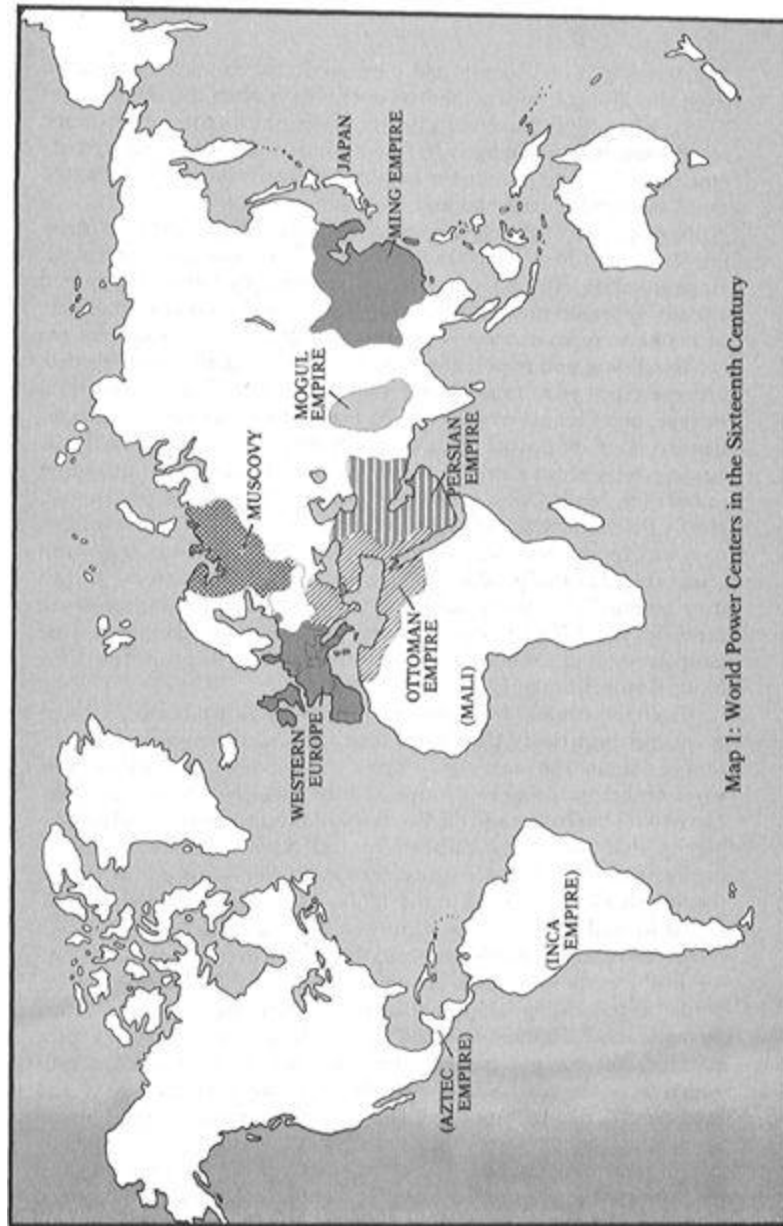 MUSCOVY
JAPAN
MING EMPIRE
MOGUL
EMPIRE
PERSIAN
EMPIRE
WESTERN
EUROPE
OTTOMAN
EMPIRE
(MALI)
(AZTEC
EMPIRE)
(INCA
EMPIRE)
Map 1: World Power Centers in the Sixteenth Century